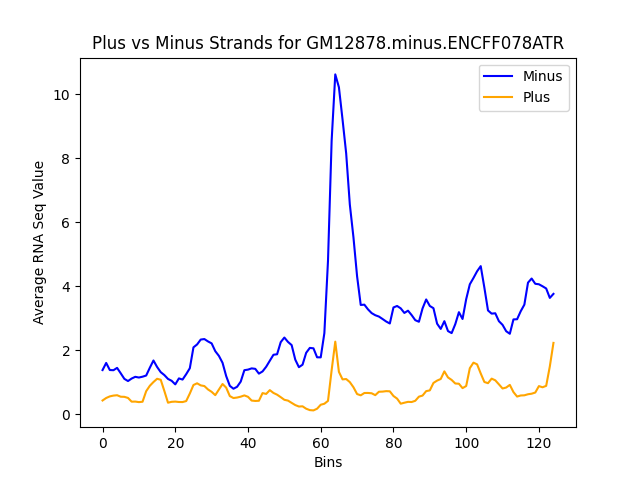 Plus vs Minus Strands for GM12878.minus.ENCFF078ATR
Minus
Plus
Average RNA Seq Value
10
8
6
4
2
0
0 20 40 60 80 100 120
Bins